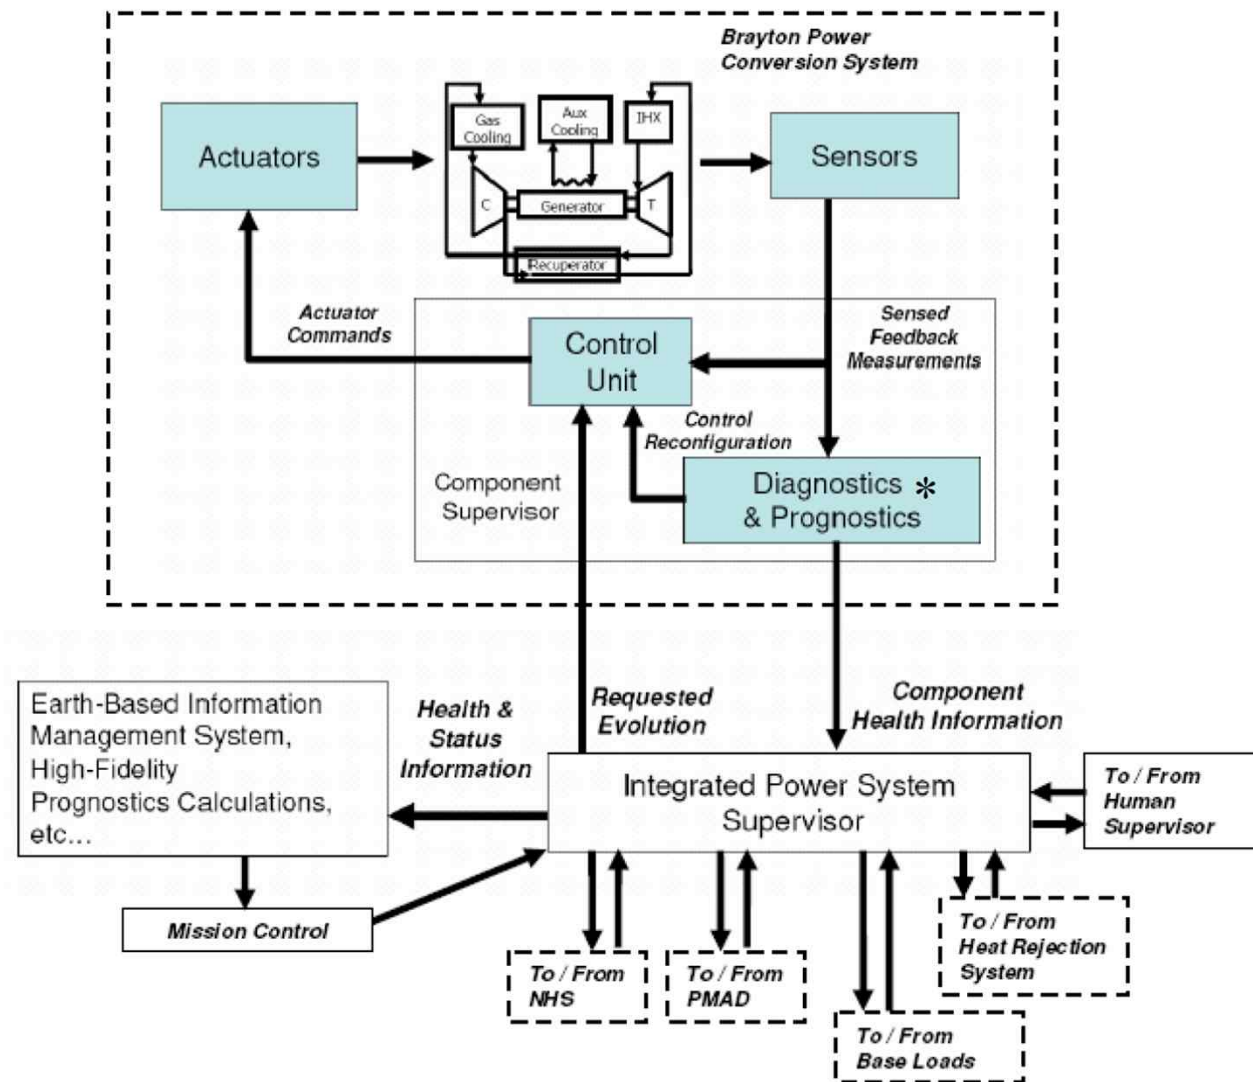 Brayton Power
Conversion System
Actuators
Gas
Cooling
Aux
Cooling
IHX
C
Generator
T
Recuperator
Sensors
Actuator
Commands
Control
Unit
Sensed
Feedback
Measurements
Control
Reconfiguration
Component
Supervisor
Diagnostics *
& Prognostics
Earth-Based Information
Management System,
High-Fidelity
Prognostics Calculations,
etc...
Health &
Status
Information
Requested
Evolution
Component
Health Information
Integrated Power System
Supervisor
To / From
Human
Supervisor
Mission Control
To / From
NHS
To / From
PMAD
To / From
Base Loads
To / From
Heat Rejection
System